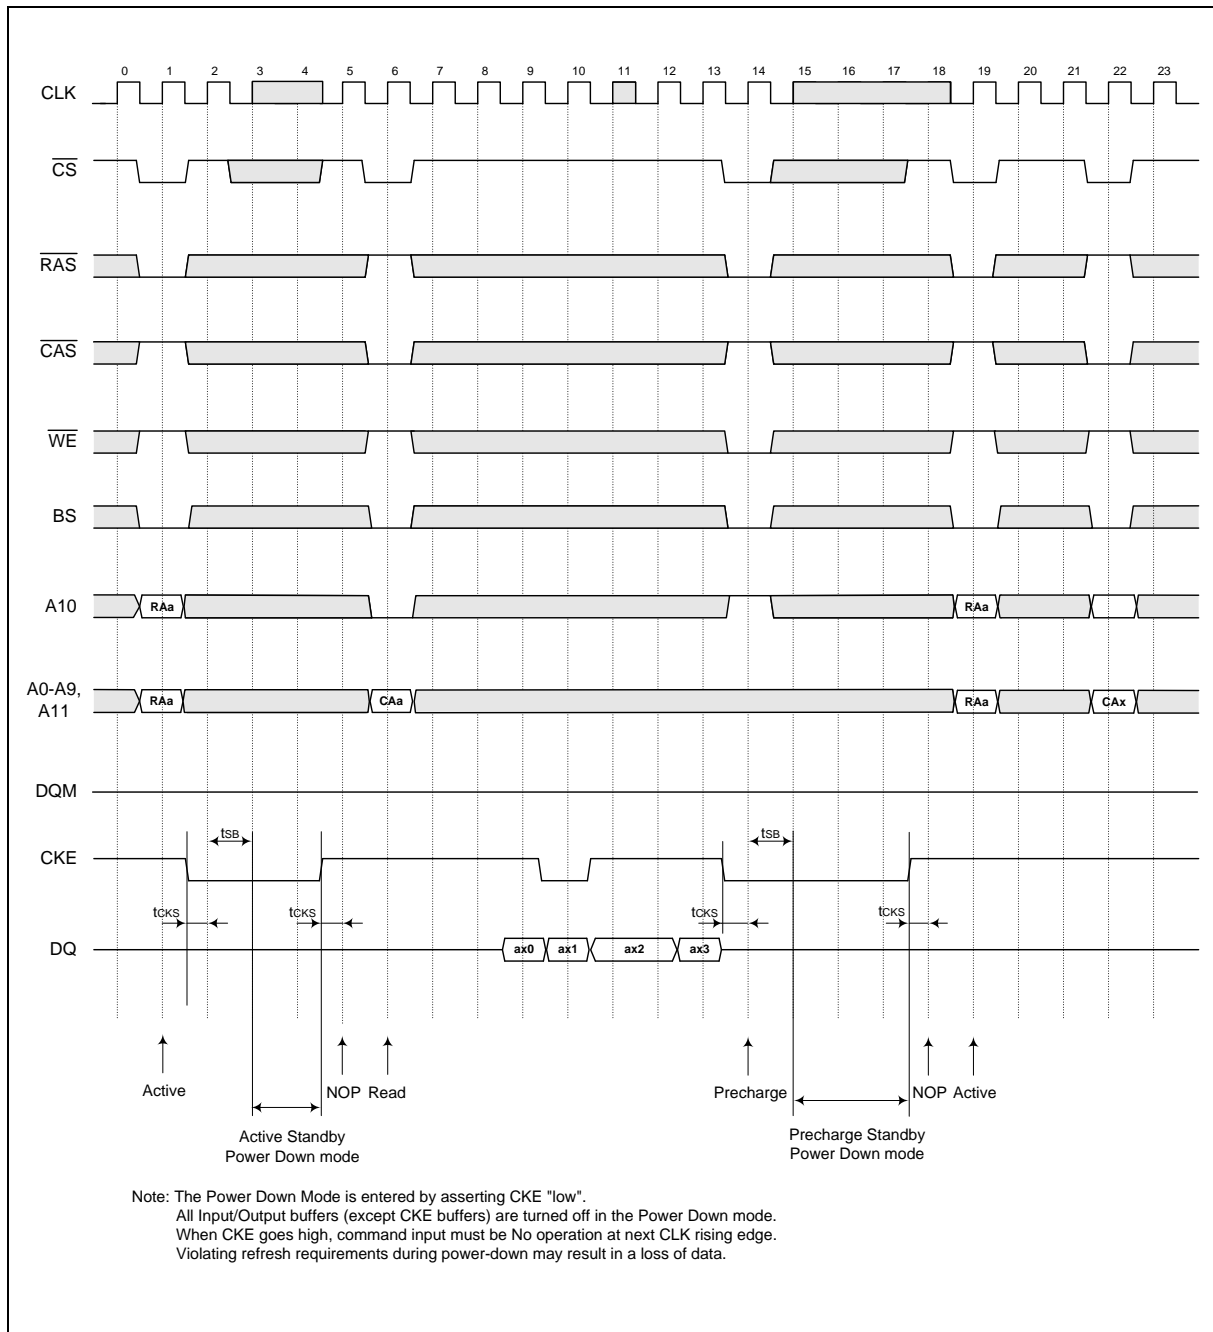 0 1 2 3 4 5 6 7 8 9 10 11 12 13 14 15 16 17 18 19 20 21 22 23
CLK
CS
RAS
CAS
WE
BS
A10 RAa RAa
A0-A9,
A11 RAa CAa RAa CAx
DQM
tSB tSB
CKE
tCKS tCKS tCKS tCKS
DQ ax0 ax1 ax2 ax3
Active NOP Read Precharge NOP Active
Active Standby
Power Down mode
Precharge Standby
Power Down mode
Note: The Power Down Mode is entered by asserting CKE "low".
All Input/Output buffers (except CKE buffers) are turned off in the Power Down mode.
When CKE goes high, command input must be No operation at next CLK rising edge.
Violating refresh requirements during power-down may result in a loss of data.